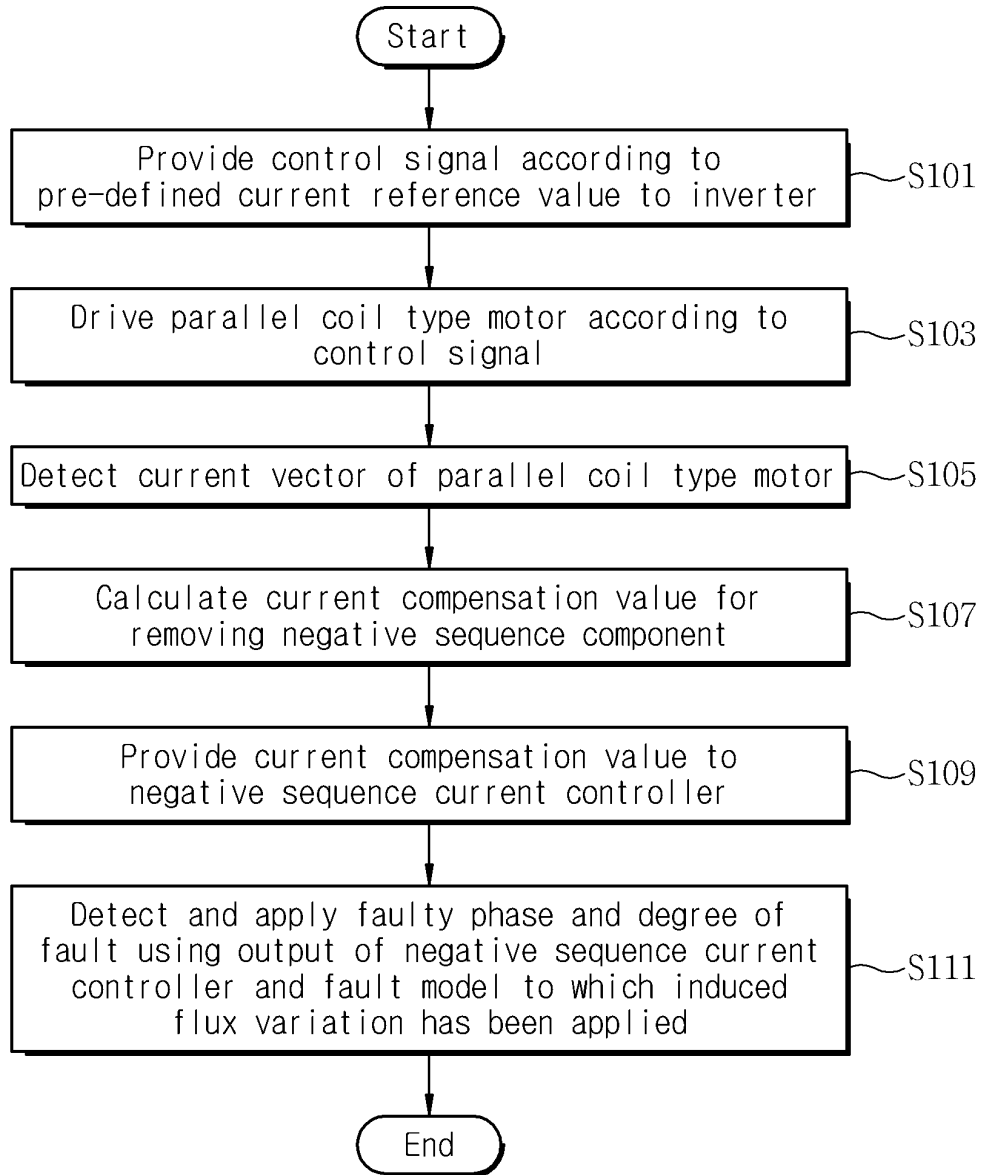 Start
Provide control signal according to
pre-defined current reference value to inverter
S101
Drive parallel coil type motor according to
control signal
S103
Detect current vector of parallel coil type motor
S105
Calculate current compensation value for
removing negative sequence component
S107
Provide current compensation value to
negative sequence current controller
S109
Detect and apply faulty phase and degree of
fault using output of negative sequence current
controller and fault model to which induced
flux variation has been applied
S111
End